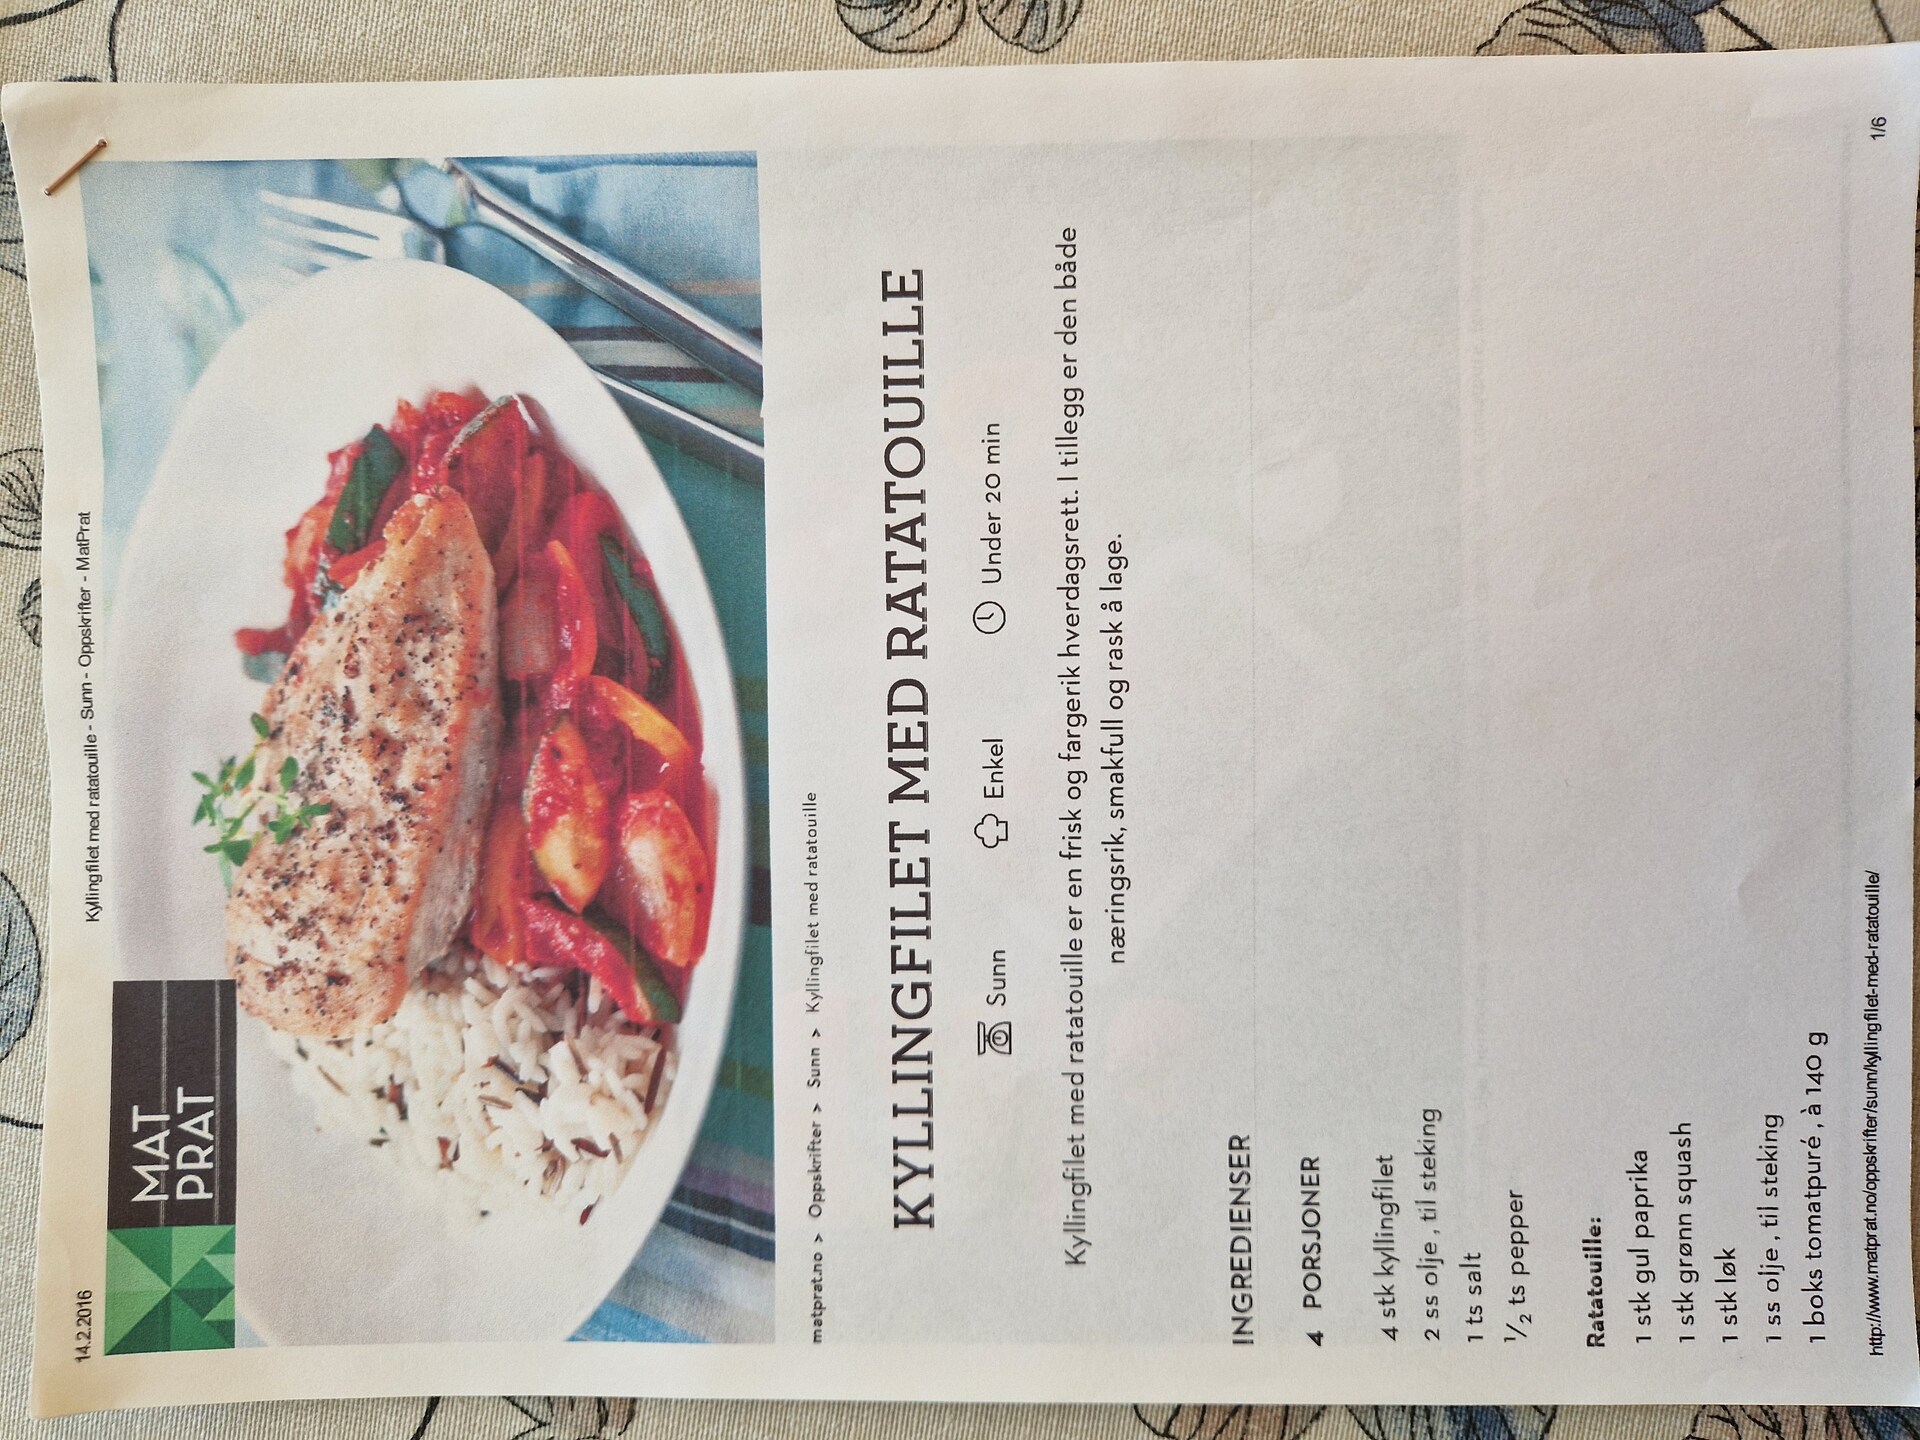 14.2.2016
Kyllingfilet med ratatouille - Sunn - Oppskrifter - MatPrat
MAT
PRAT
matprat.no > Oppskrifter > Sunn > Kyllingfilet med ratatouille
KYLLINGFILET MED RATATOUILLE
Sunn Enkel Under 20 min
Kyllingfilet med ratatouille er en frisk og fargerik hverdagsrett. I tillegg er den både
næringsrik, smakfull og rask å lage.
INGREDIENSER
4 PORSJONER
4 stk kyllingfilet
2 ss olje , til steking
1 ts salt
½ ts pepper
Ratatouille:
1 stk gul paprika
1 stk grønn squash
1 stk løk
1 ss olje , til steking
1 boks tomatpuré , à 140 g
http://www.matprat.no/oppskrifter/sunn/kyllingfilet-med-ratatouille/
1/6